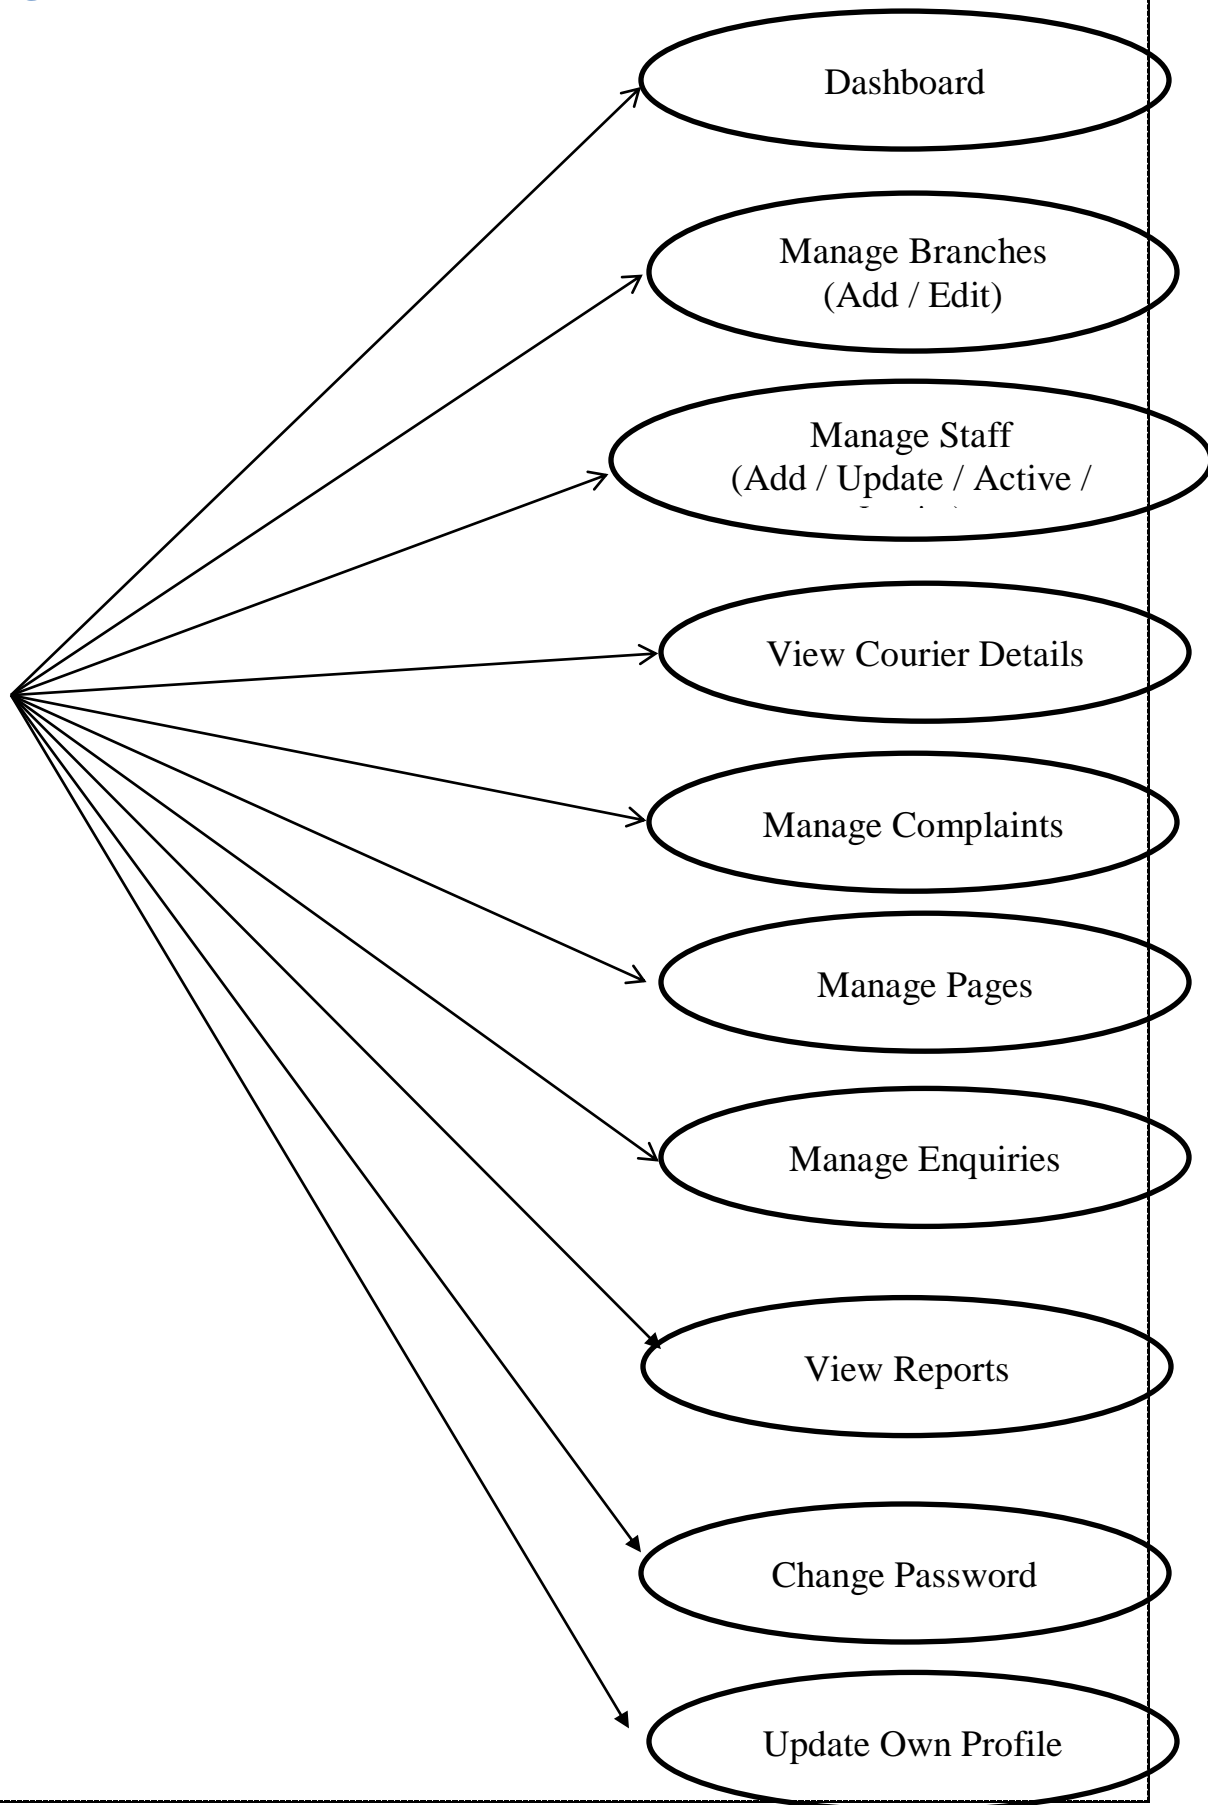 Dashboard
Manage Branches
(Add / Edit)
Manage Staff
(Add / Update / Active /
View Courier Details
Manage Complaints
Manage Pages
Manage Enquiries
View Reports
Change Password
Update Own Profile